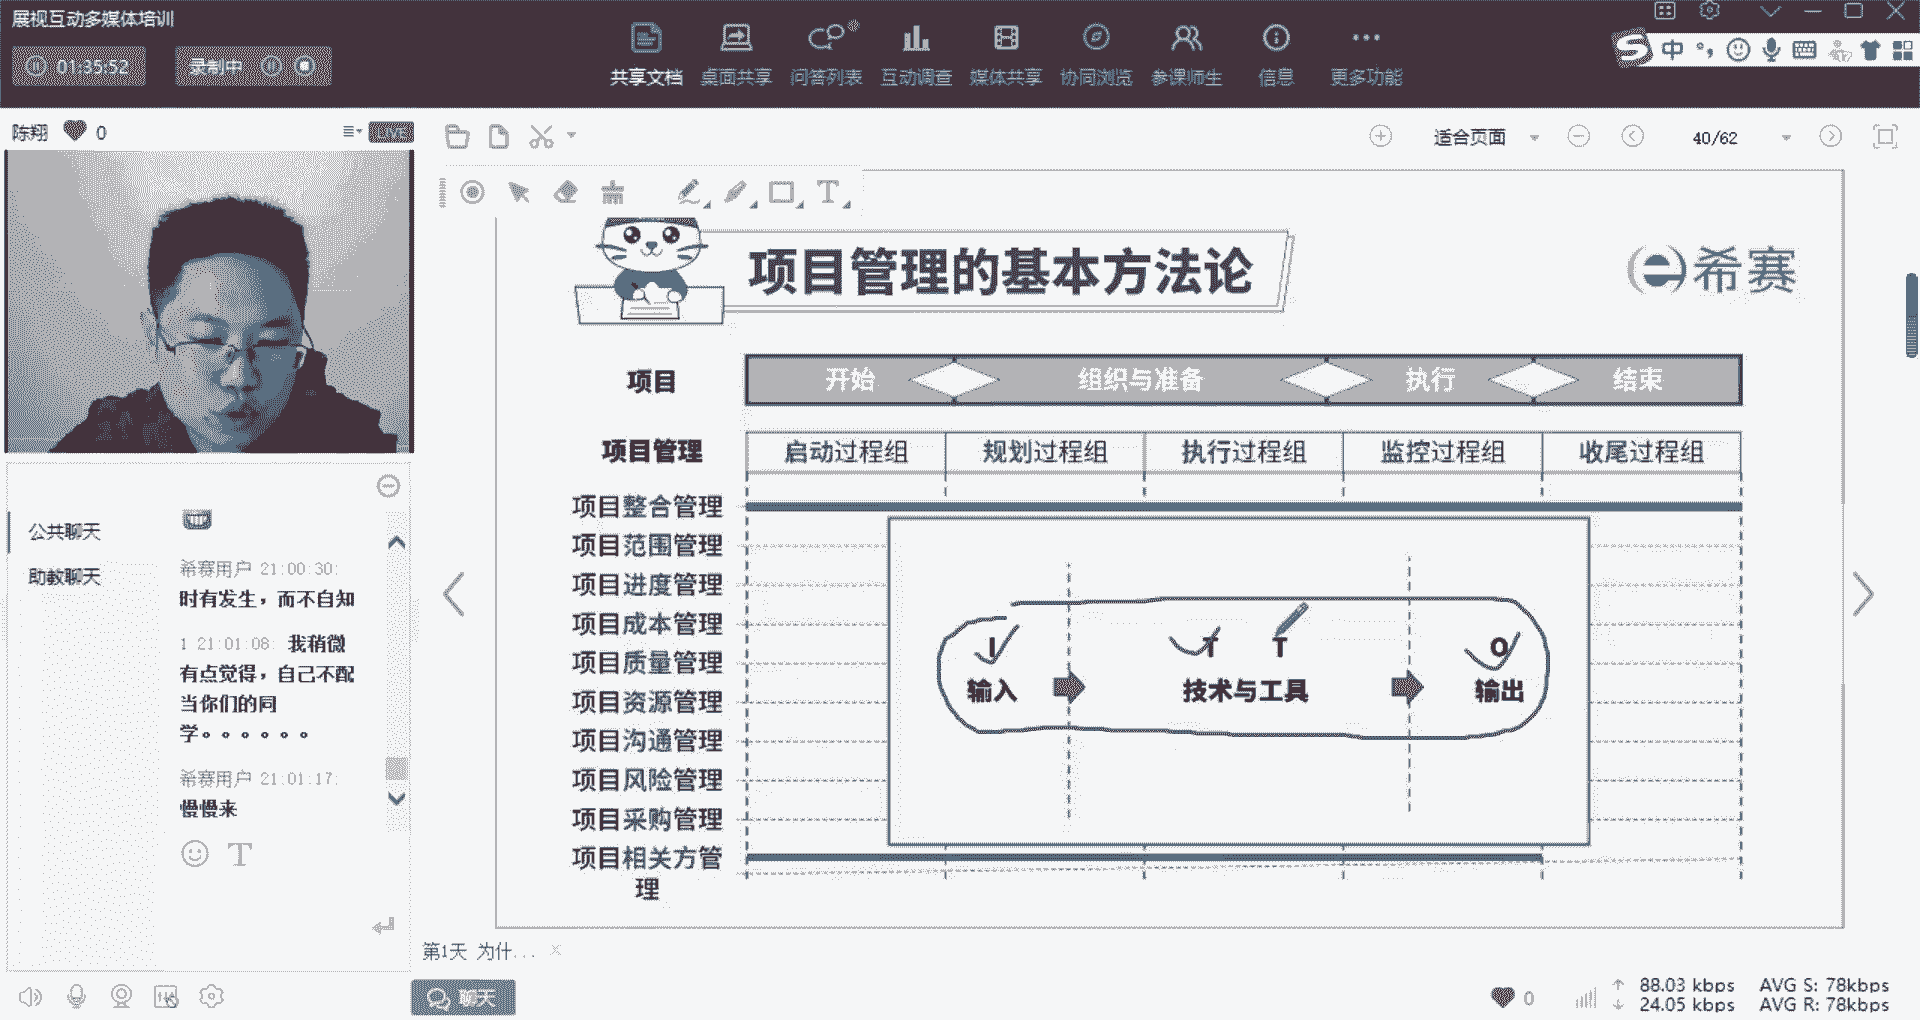 展视互动多媒体培训
01:35:52
录制中
共享文档 桌面共享 问答列表 互动调查 媒体共享 协同浏览 参课师生 信息 更多功能
中
陈翔 0
LIVE
适合页面
40/62
T
项目管理的基本方法论
希赛
项目 开始 组织与准备 执行 结束
项目管理 启动过程组 规划过程组 执行过程组 监控过程组 收尾过程组
项目整合管理
项目范围管理
项目进度管理
项目成本管理
项目质量管理
项目资源管理
项目沟通管理
项目风险管理
项目采购管理
项目相关方管
理
I T T O
输入 技术与工具 输出
公共聊天
助教聊天
希赛用户 21:00:30:
时有发生，而不自知
1 21:01:08: 我稍微
有点觉得，自己不配
当你们的同
学。。。。。。
希赛用户 21:01:17:
慢慢来
T
第1天 为什...
聊天
0
88.03 kbps AVG S: 78kbps
24.05 kbps AVG R: 78kbps